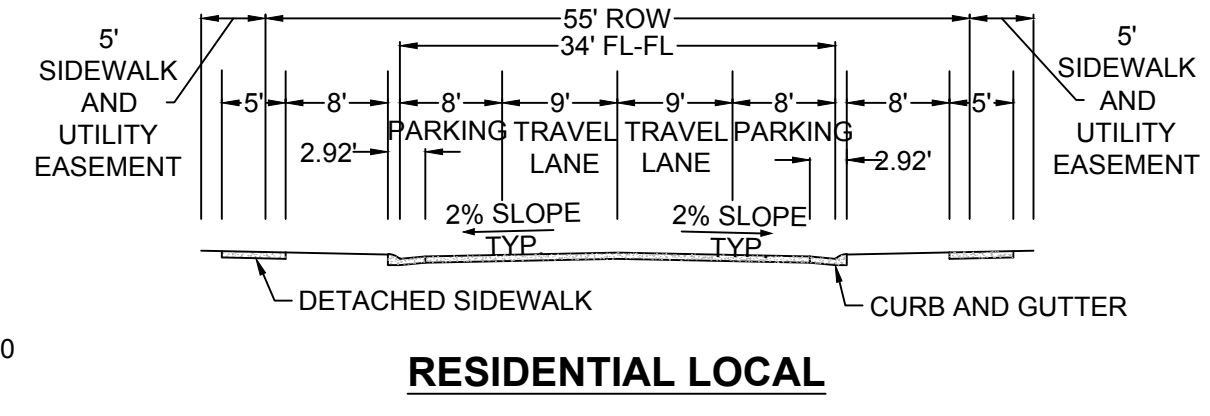 55' ROW
34' FL-FL
5'
SIDEWALK
AND
UTILITY
EASEMENT
5'
SIDEWALK
AND
UTILITY
EASEMENT
5' 8' 8' 9' 9' 8' 8' 5'
PARKING TRAVEL LANE TRAVEL LANE PARKING
2.92' 2.92'
2% SLOPE
TYP.
2% SLOPE
TYP.
DETACHED SIDEWALK
CURB AND GUTTER
0
RESIDENTIAL LOCAL